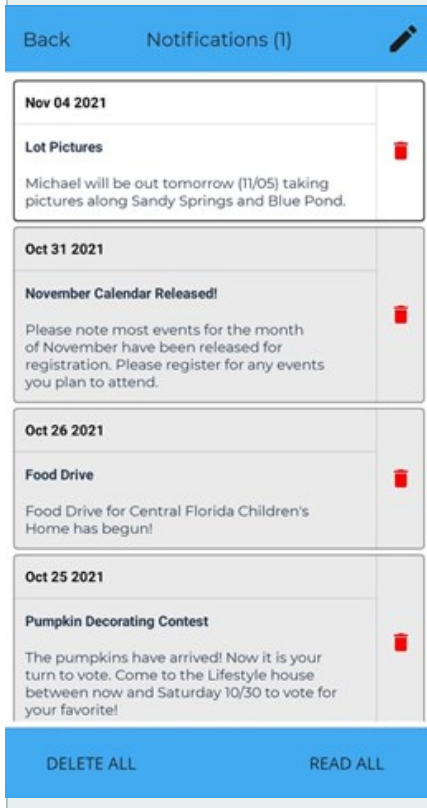 Back Notifications (1)
Nov 04 2021
Lot Pictures
Michael will be out tomorrow (11/05) taking
pictures along Sandy Springs and Blue Pond.
Oct 31 2021
November Calendar Released!
Please note most events for the month
of November have been released for
registration. Please register for any events
you plan to attend.
Oct 26 2021
Food Drive
Food Drive for Central Florida Children's
Home has begun!
Oct 25 2021
Pumpkin Decorating Contest
The pumpkins have arrived! Now it is your
turn to vote. Come to the Lifestyle house
between now and Saturday 10/30 to vote for
your favorite!
DELETE ALL READ ALL